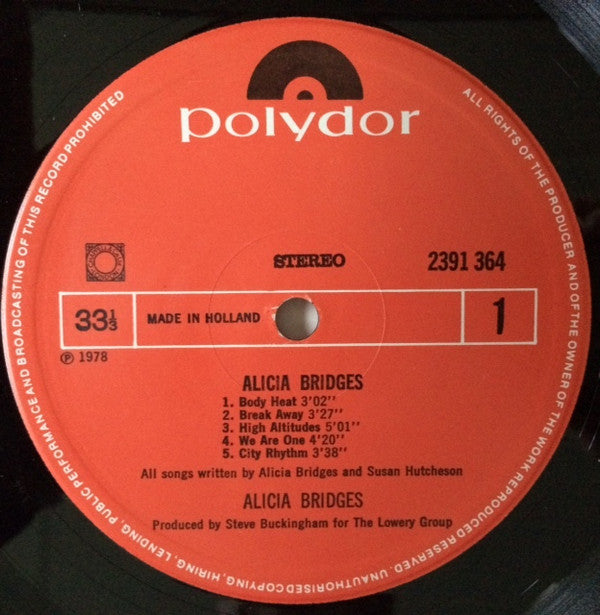 polydor
STEREO
2391 364
33⅓
MADE IN HOLLAND
1
℗ 1978
ALICIA BRIDGES
1. Body Heat 3'02''
2. Break Away 3'27''
3. High Altitudes 5'01''
4. We Are One 4'20''
5. City Rhythm 3'38''
All songs written by Alicia Bridges and Susan Hutcheson
ALICIA BRIDGES
Produced by Steve Buckingham for The Lowery Group
ALL RIGHTS OF THE PRODUCER AND OF THE OWNER OF THE WORK REPRODUCED RESERVED. UNAUTHORISED COPYING, HIRING, LENDING, PUBLIC PERFORMANCE AND BROADCASTING OF THIS RECORD PROHIBITED